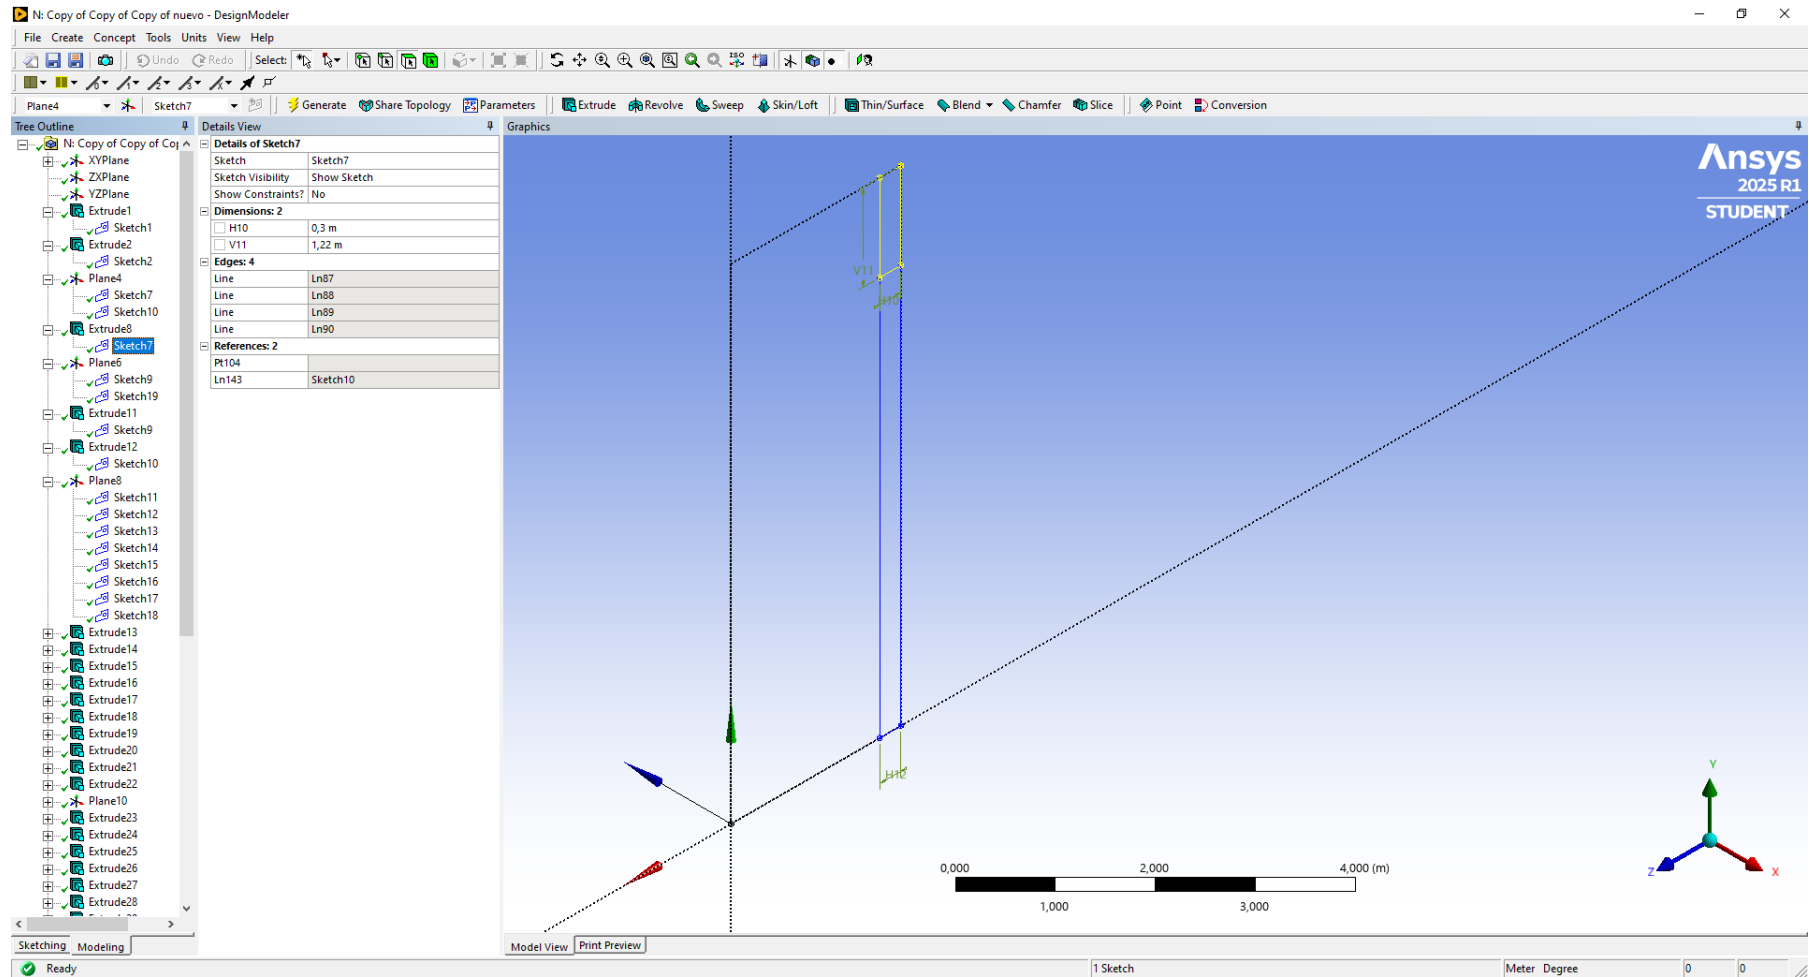 N: Copy of Copy of Copy of nuevo - DesignModeler
File Create Concept Tools Units View Help
Undo Redo Select: ISO
Plane4 Sketch7 Generate Share Topology Parameters Extrude Revolve Sweep Skin/Loft Thin/Surface Blend Chamfer Slice Point Conversion
Tree Outline
N: Copy of Copy of Cop
XYPlane
ZXPlane
YZPlane
Extrude1
Sketch1
Extrude2
Sketch2
Plane4
Sketch7
Sketch10
Extrude8
Sketch7
Plane6
Sketch9
Sketch19
Extrude11
Sketch9
Extrude12
Sketch10
Plane8
Sketch11
Sketch12
Sketch13
Sketch14
Sketch15
Sketch16
Sketch17
Sketch18
Extrude13
Extrude14
Extrude15
Extrude16
Extrude17
Extrude18
Extrude19
Extrude20
Extrude21
Extrude22
Plane10
Extrude23
Extrude24
Extrude25
Extrude26
Extrude27
Extrude28
Sketching Modeling
Details View
Details of Sketch7
Sketch Sketch7
Sketch Visibility Show Sketch
Show Constraints? No
Dimensions: 2
H10 0,3 m
V11 1,22 m
Edges: 4
Line Ln87
Line Ln88
Line Ln89
Line Ln90
References: 2
Pt104
Ln143 Sketch10
Graphics
Ansys
2025 R1
STUDENT
V11
H10
H12
0,000 2,000 4,000 (m)
1,000 3,000
Y
Z X
Model View Print Preview
Ready 1 Sketch Meter Degree 0 0